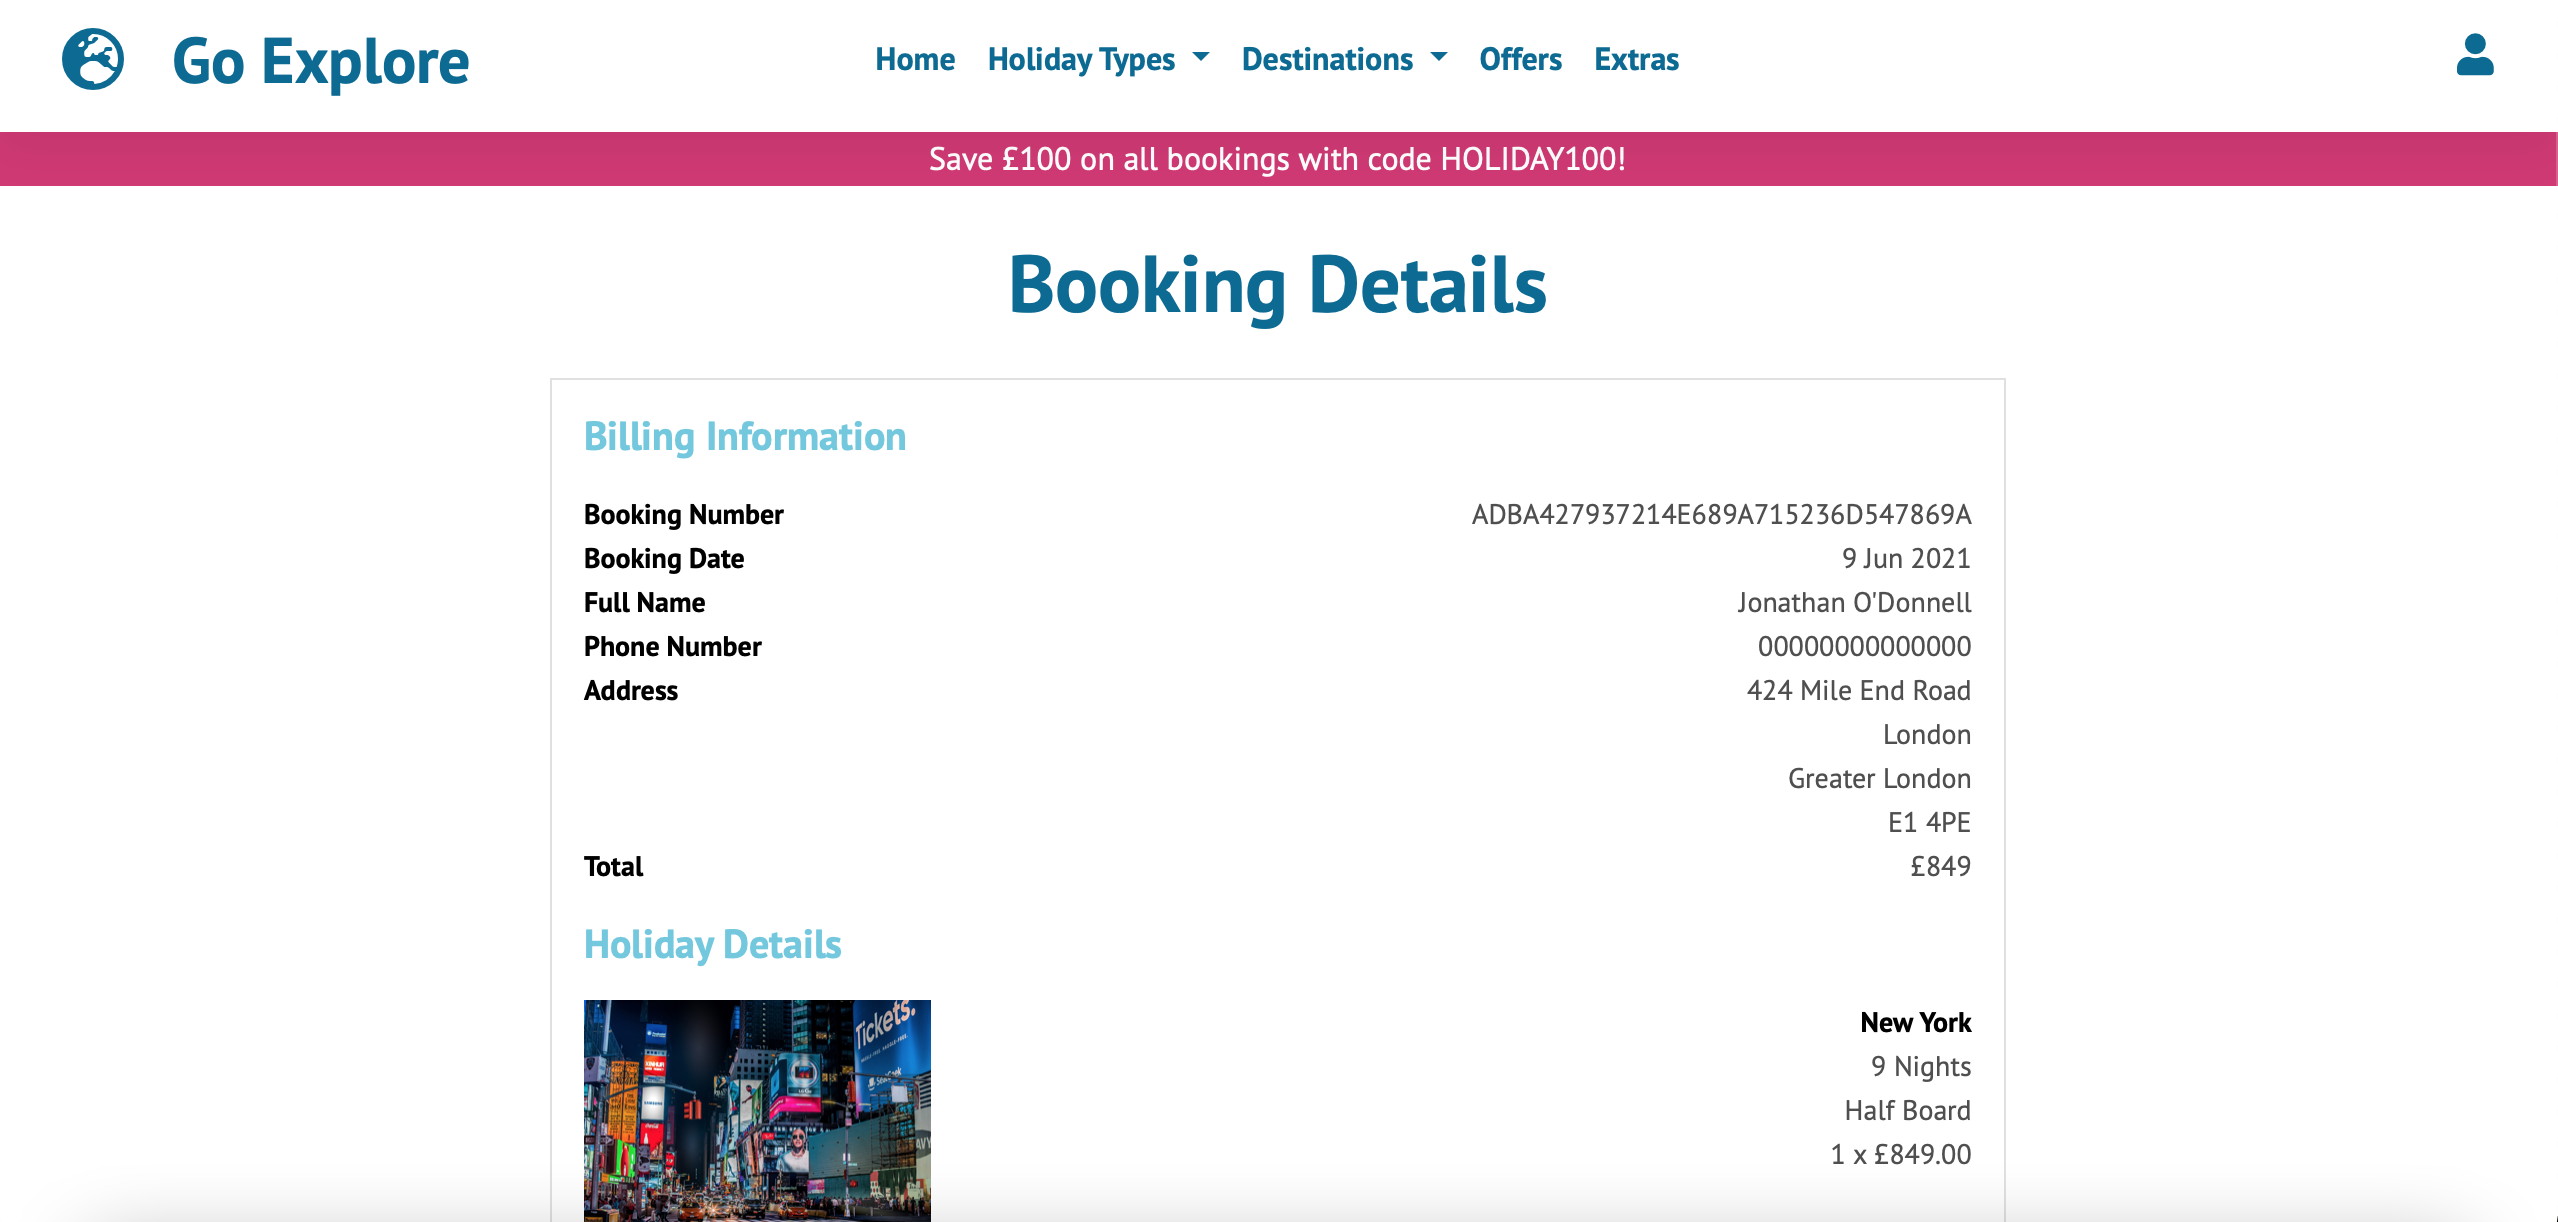 Go Explore
Home Holiday Types Destinations Offers Extras
Save £100 on all bookings with code HOLIDAY100!
Booking Details
Billing Information
Booking Number ADBA427937214E689A715236D547869A
Booking Date 9 Jun 2021
Full Name Jonathan O'Donnell
Phone Number 00000000000000
Address 424 Mile End Road
London
Greater London
E1 4PE
Total £849
Holiday Details
Tickets.
New York
9 Nights
Half Board
1 x £849.00